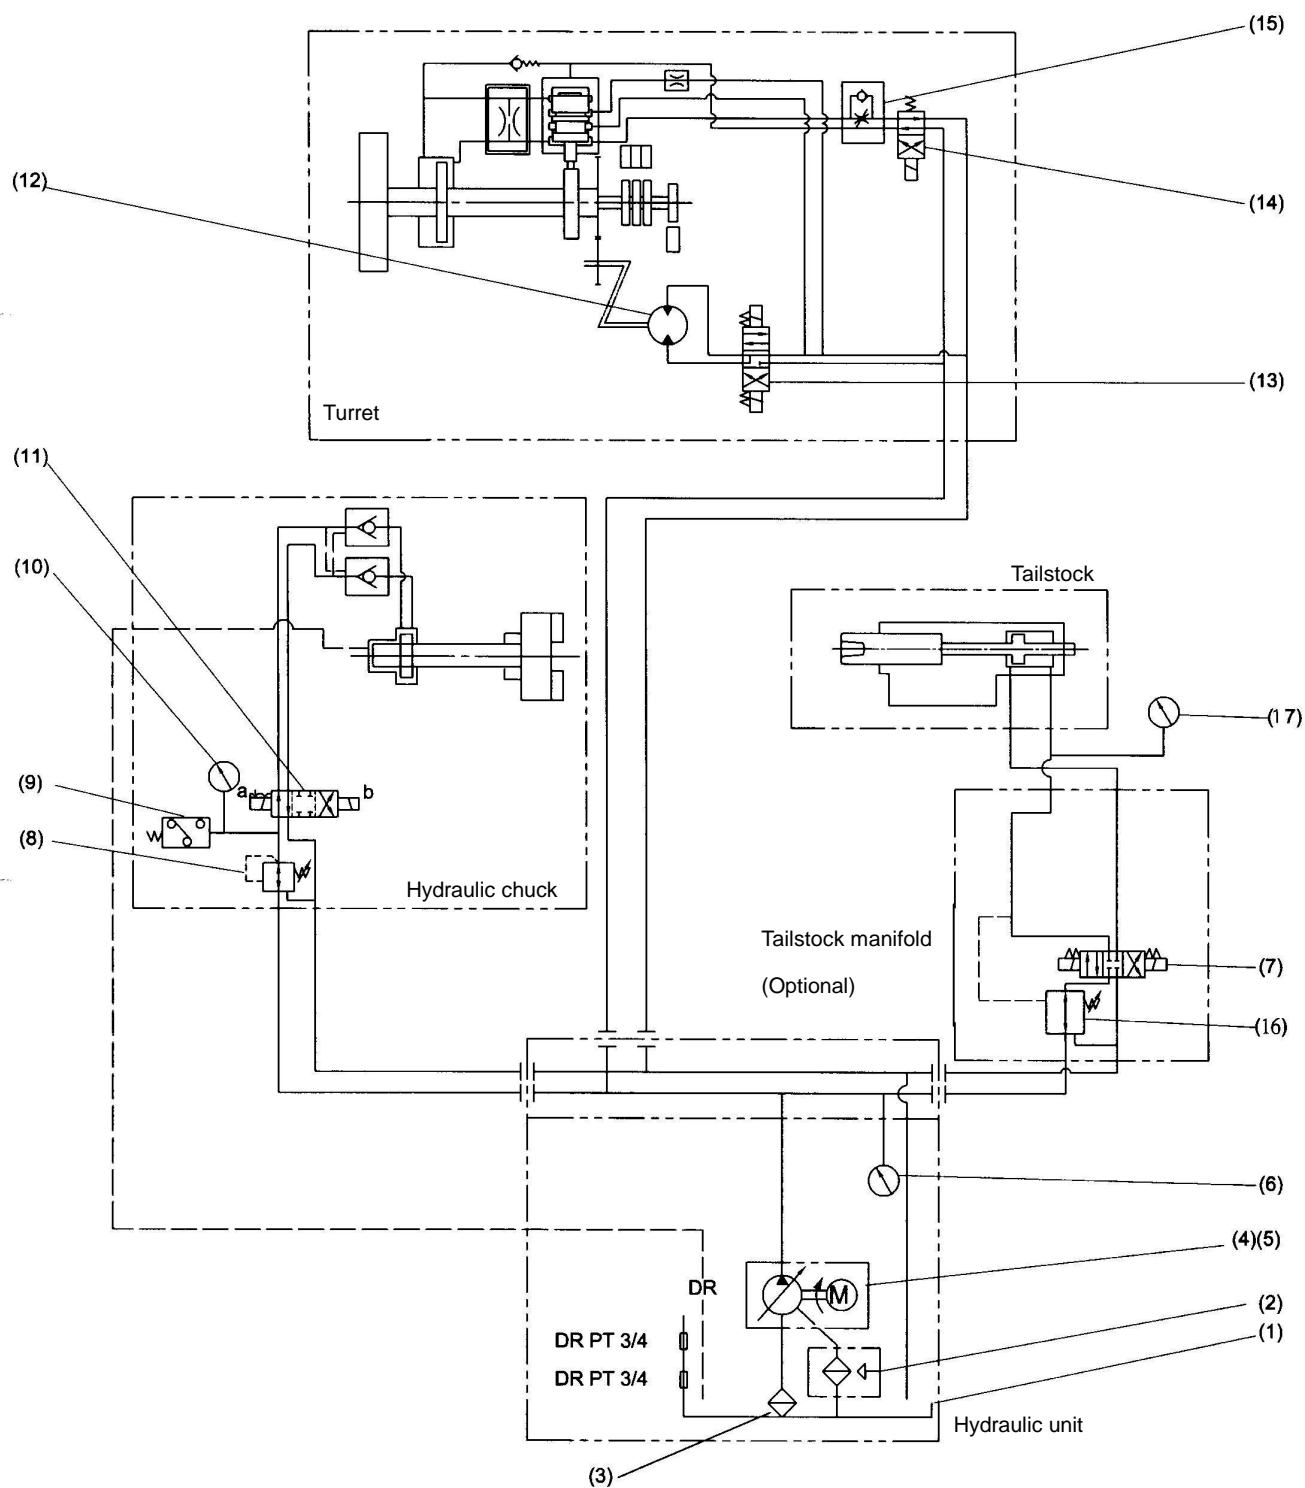 (15)
(12)
(14)
(13)
Turret
(11)
(10)
Tailstock
(17)
a
b
(9)
(8)
Hydraulic chuck
Tailstock manifold
(Optional)
(7)
(16)
(6)
(4)(5)
DR
M
(2)
(1)
DR PT 3/4
DR PT 3/4
Hydraulic unit
(3)